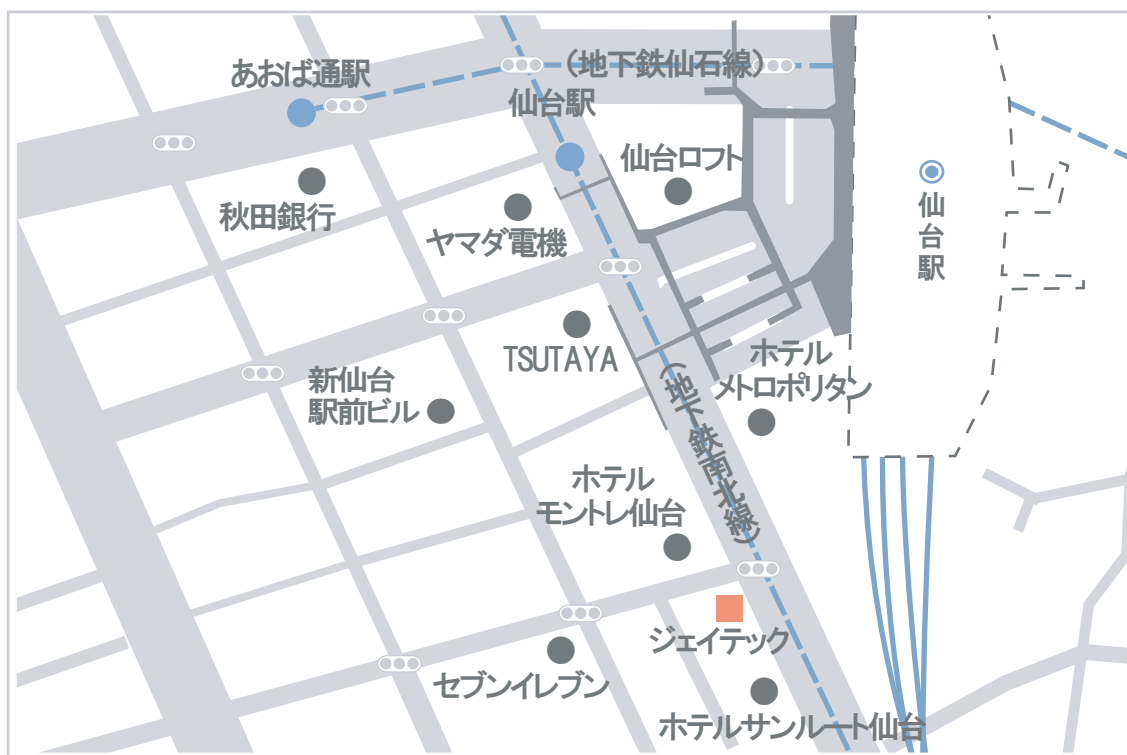 あおば通駅
(地下鉄仙石線)
仙台駅
仙台ロフト
秋田銀行
ヤマダ電機
仙台駅
TSUTAYA
ホテル
メトロポリタン
新仙台
駅前ビル
(地下鉄南北線)
ホテル
モントレ仙台
ジェイテック
セブンイレブン
ホテルサンルート仙台